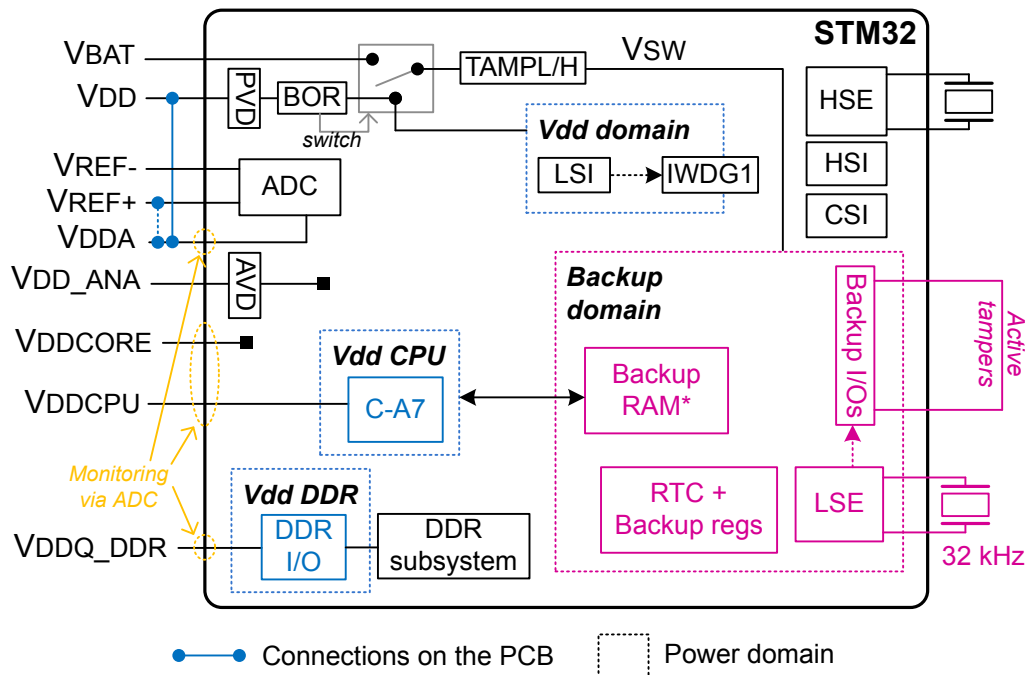 STM32
VBAT
VDD
PVD
BOR
switch
TAMPL/H
VSW
HSE
HSI
CSI
Vdd domain
LSI
IWDG1
VREF-
VREF+
VDDA
ADC
VDD_ANA
AVD
VDDCORE
VDDCPU
Vdd CPU
C-A7
Backup
domain
Backup
RAM*
Backup I/Os
Active
tampers
RTC +
Backup regs
LSE
32 kHz
Monitoring
via ADC
VDDQ_DDR
Vdd DDR
DDR
I/O
DDR
subsystem
Connections on the PCB
Power domain